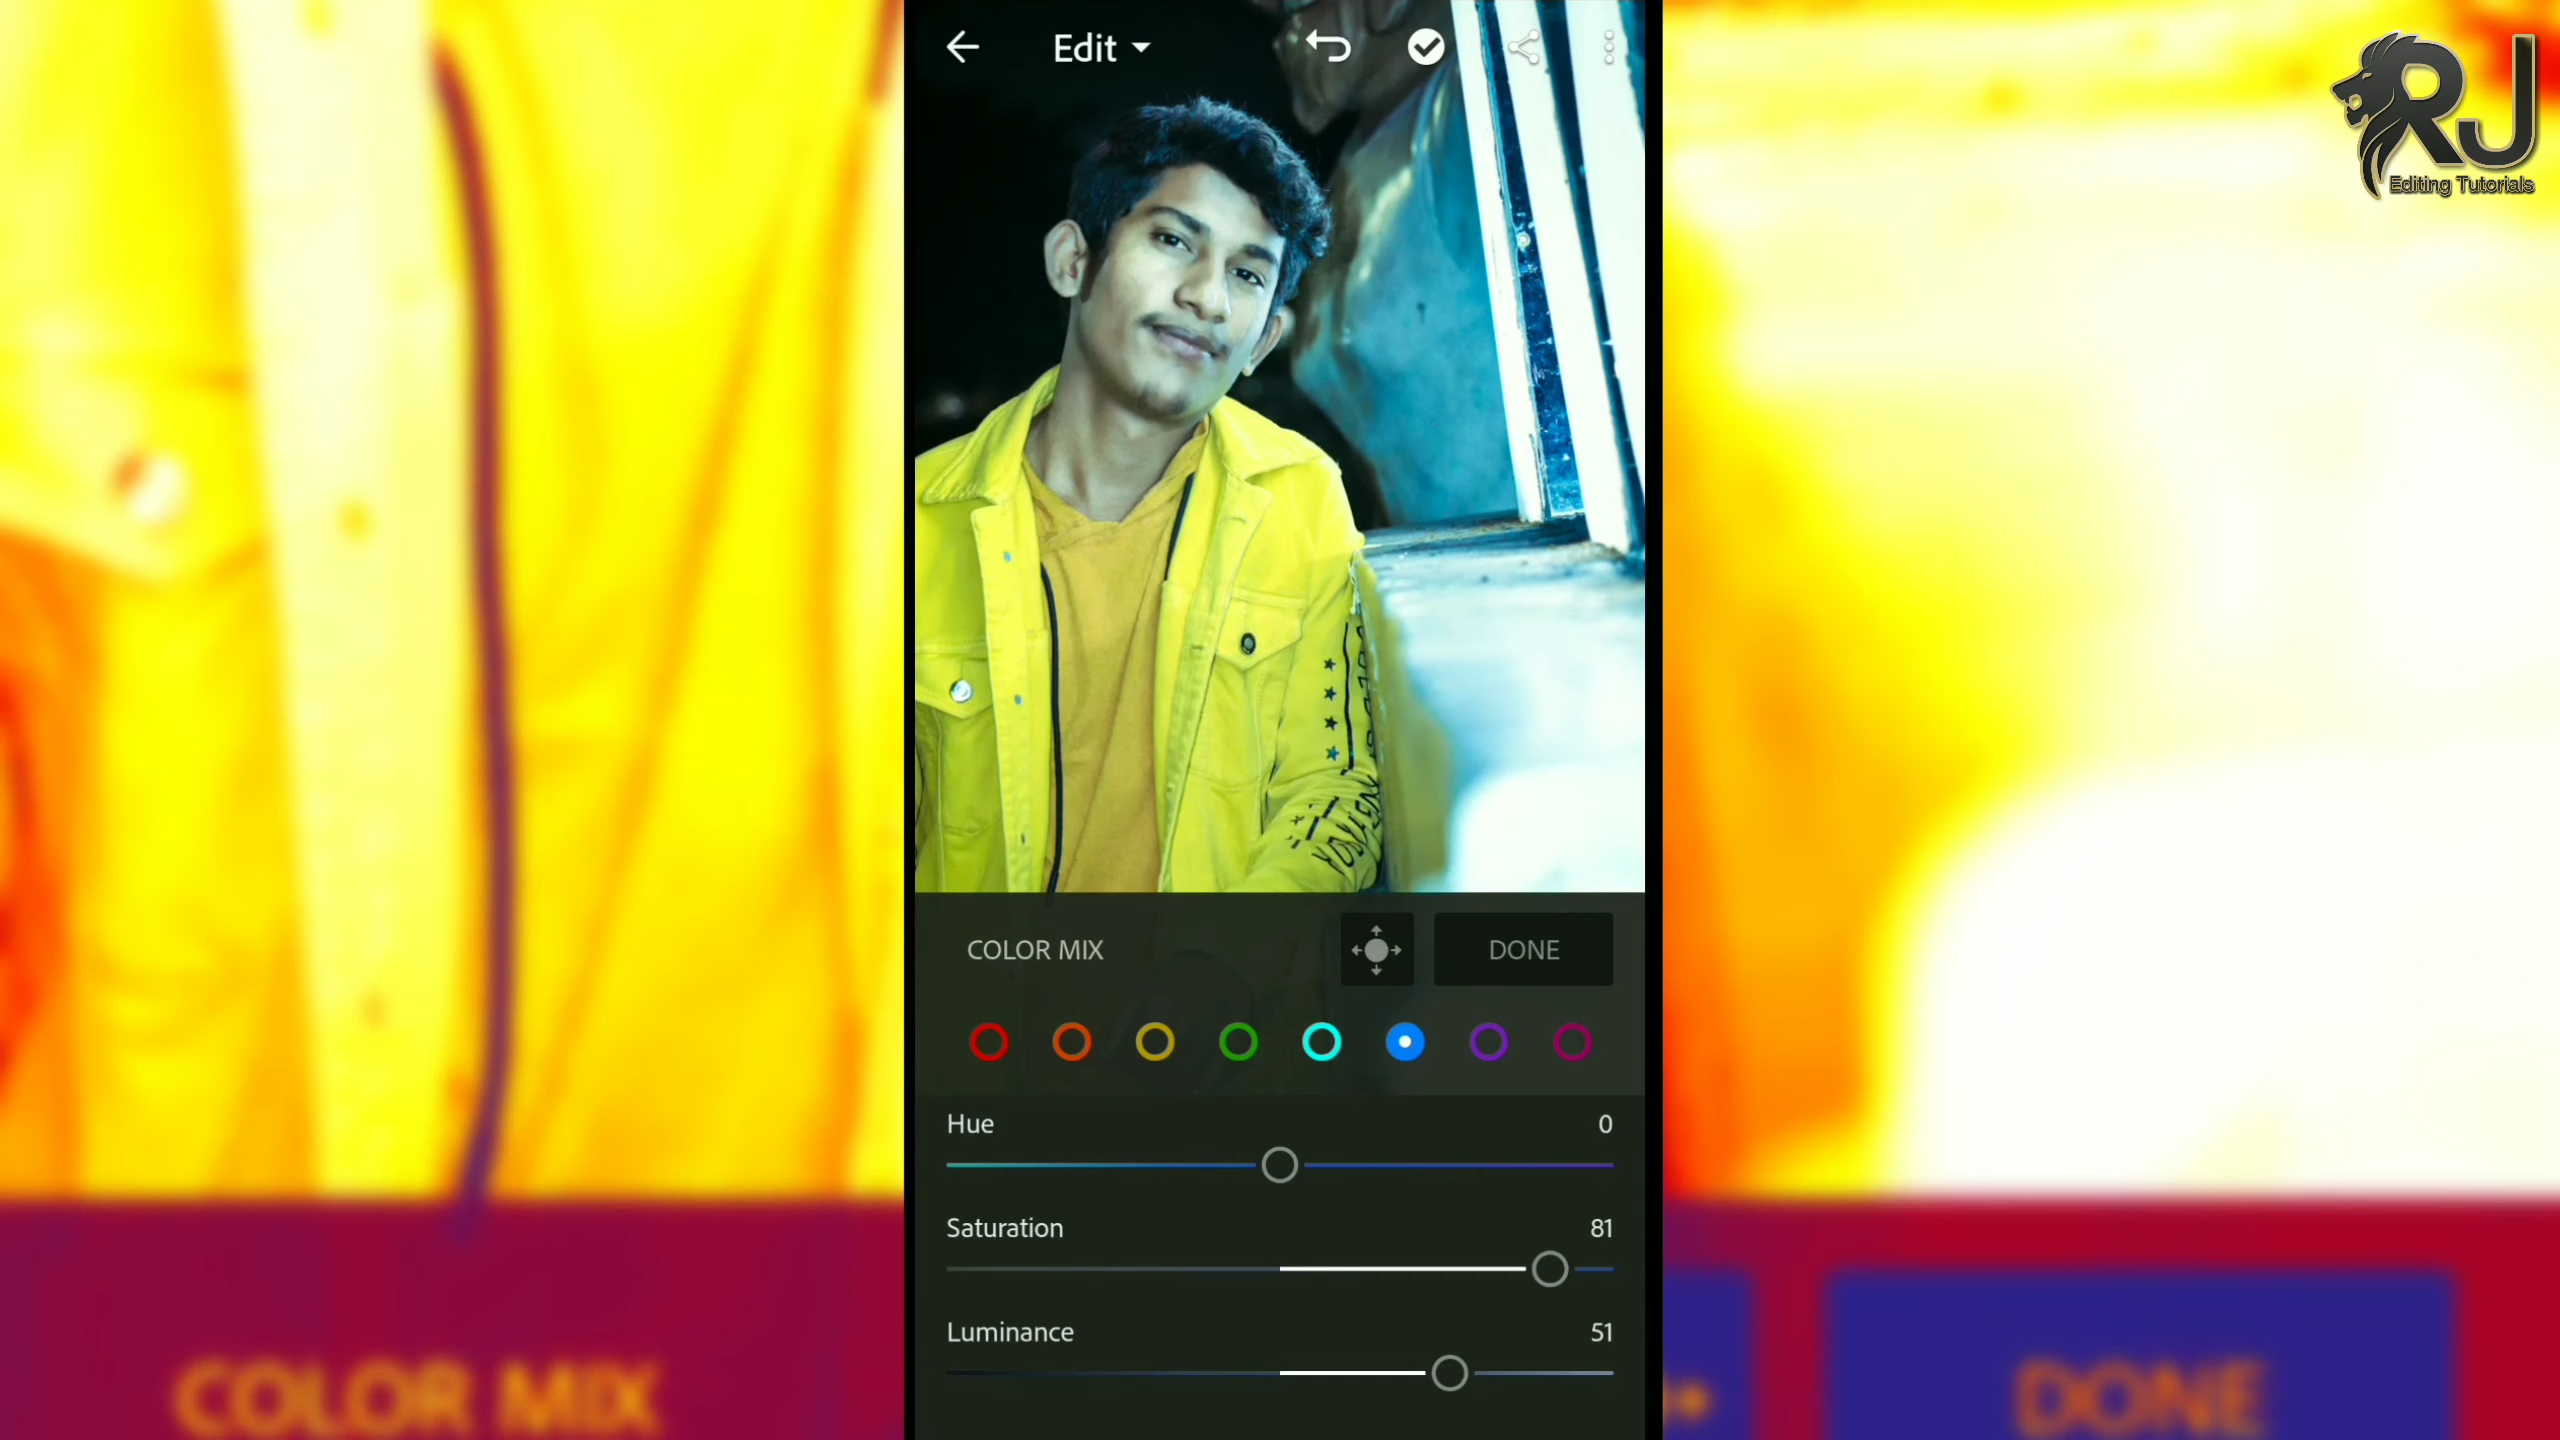 Edit
RJ
Editing Tutorials
COLOR MIX
DONE
Hue
0
Saturation
81
Luminance
51
COLOR MIX
DONE